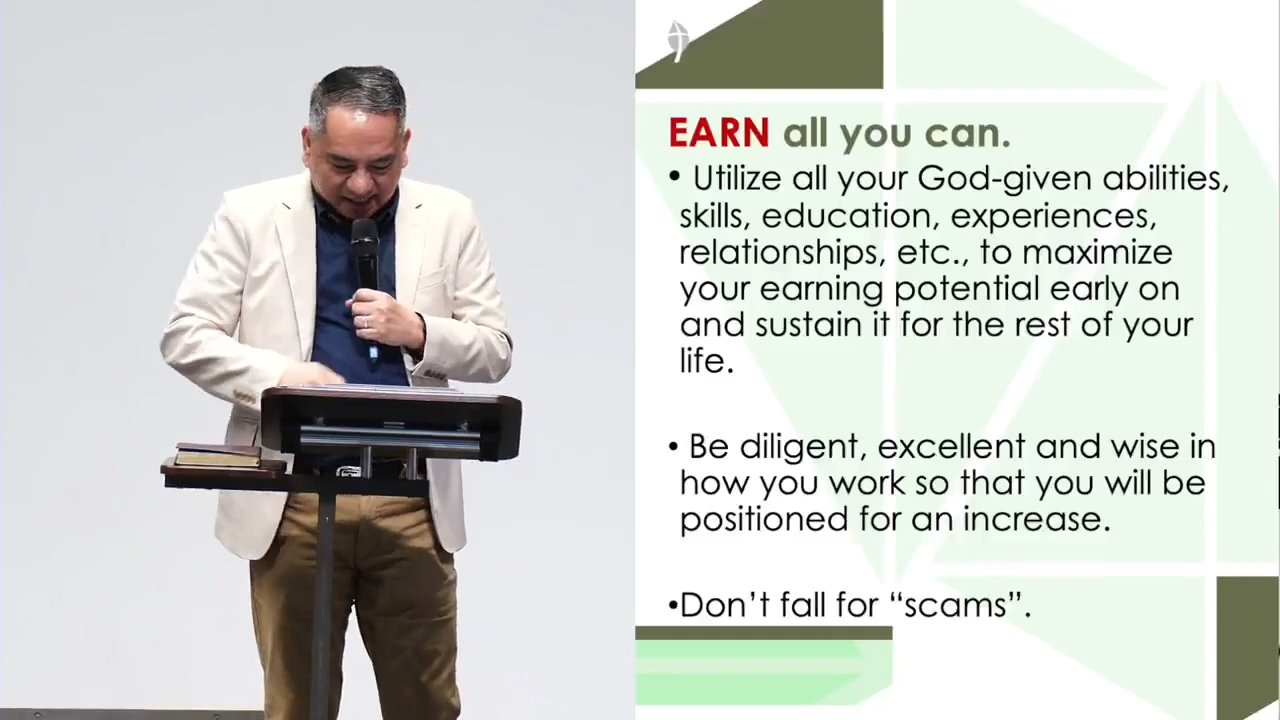 EARN all you can.
• Utilize all your God-given abilities,
skills, education, experiences,
relationships, etc., to maximize
your earning potential early on
and sustain it for the rest of your
life.
• Be diligent, excellent and wise in
how you work so that you will be
positioned for an increase.
•Don’t fall for “scams”.